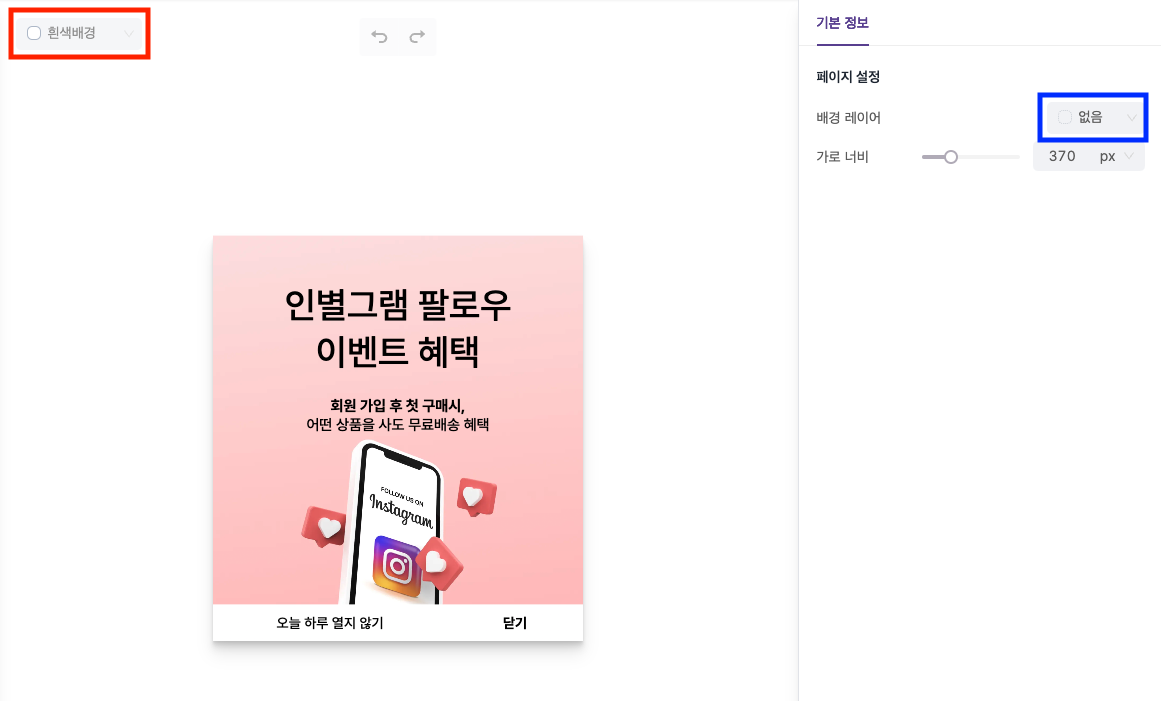 흰색배경
기본 정보
페이지 설정
배경 레이어
없음
가로 너비
370
px
인별그램 팔로우
이벤트 혜택
회원 가입 후 첫 구매시,
어떤 상품을 사도 무료배송 혜택
FOLLOW US ON
Instagram
오늘 하루 열지 않기
닫기